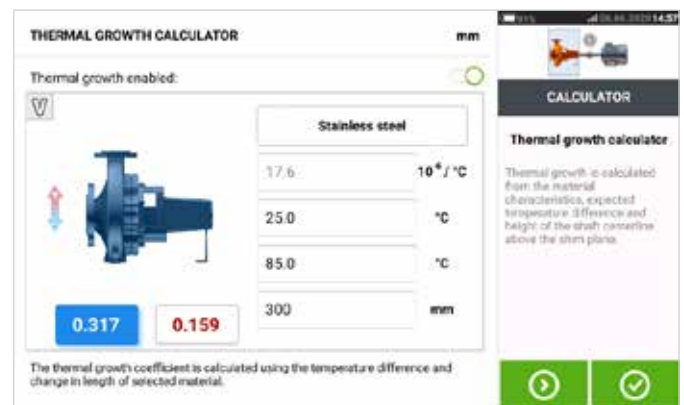 THERMAL GROWTH CALCULATOR
mm
Thermal growth enabled:
Stainless steel
17.6
25.0 °C
85.0 °C
300 mm
0.317 0.159
The thermal growth coefficient is calculated using the temperature difference and
change in length of selected material.
14:57
CALCULATOR
Thermal growth calculator
Thermal growth is calculated
from the material
characteristics, expected
temperature difference and
height of the shaft centerline
above the shim plane.